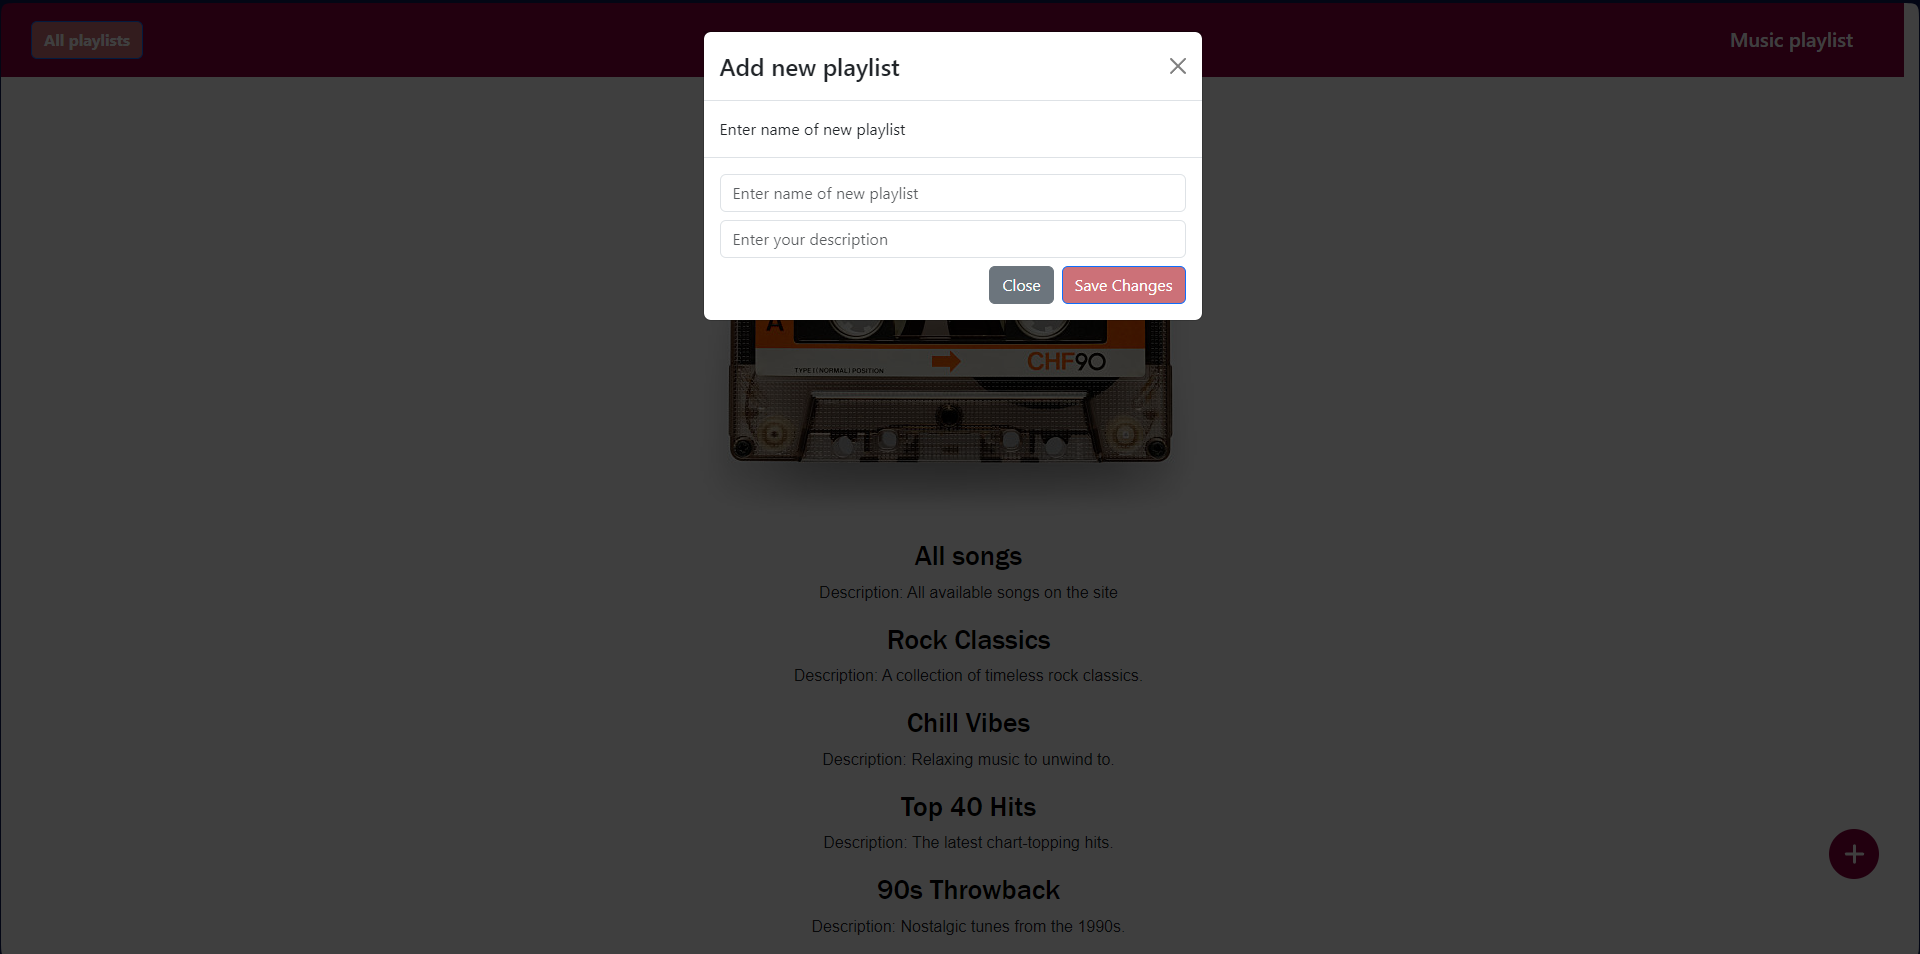 All playlists
Music playlist
Add new playlist
Enter name of new playlist
Enter name of new playlist
Enter your description
Close
Save Changes
A
CHF90
TYPE I ( NORMAL ) POSITION
All songs
Description: All available songs on the site
Rock Classics
Description: A collection of timeless rock classics.
Chill Vibes
Description: Relaxing music to unwind to.
Top 40 Hits
Description: The latest chart-topping hits.
90s Throwback
Description: Nostalgic tunes from the 1990s.